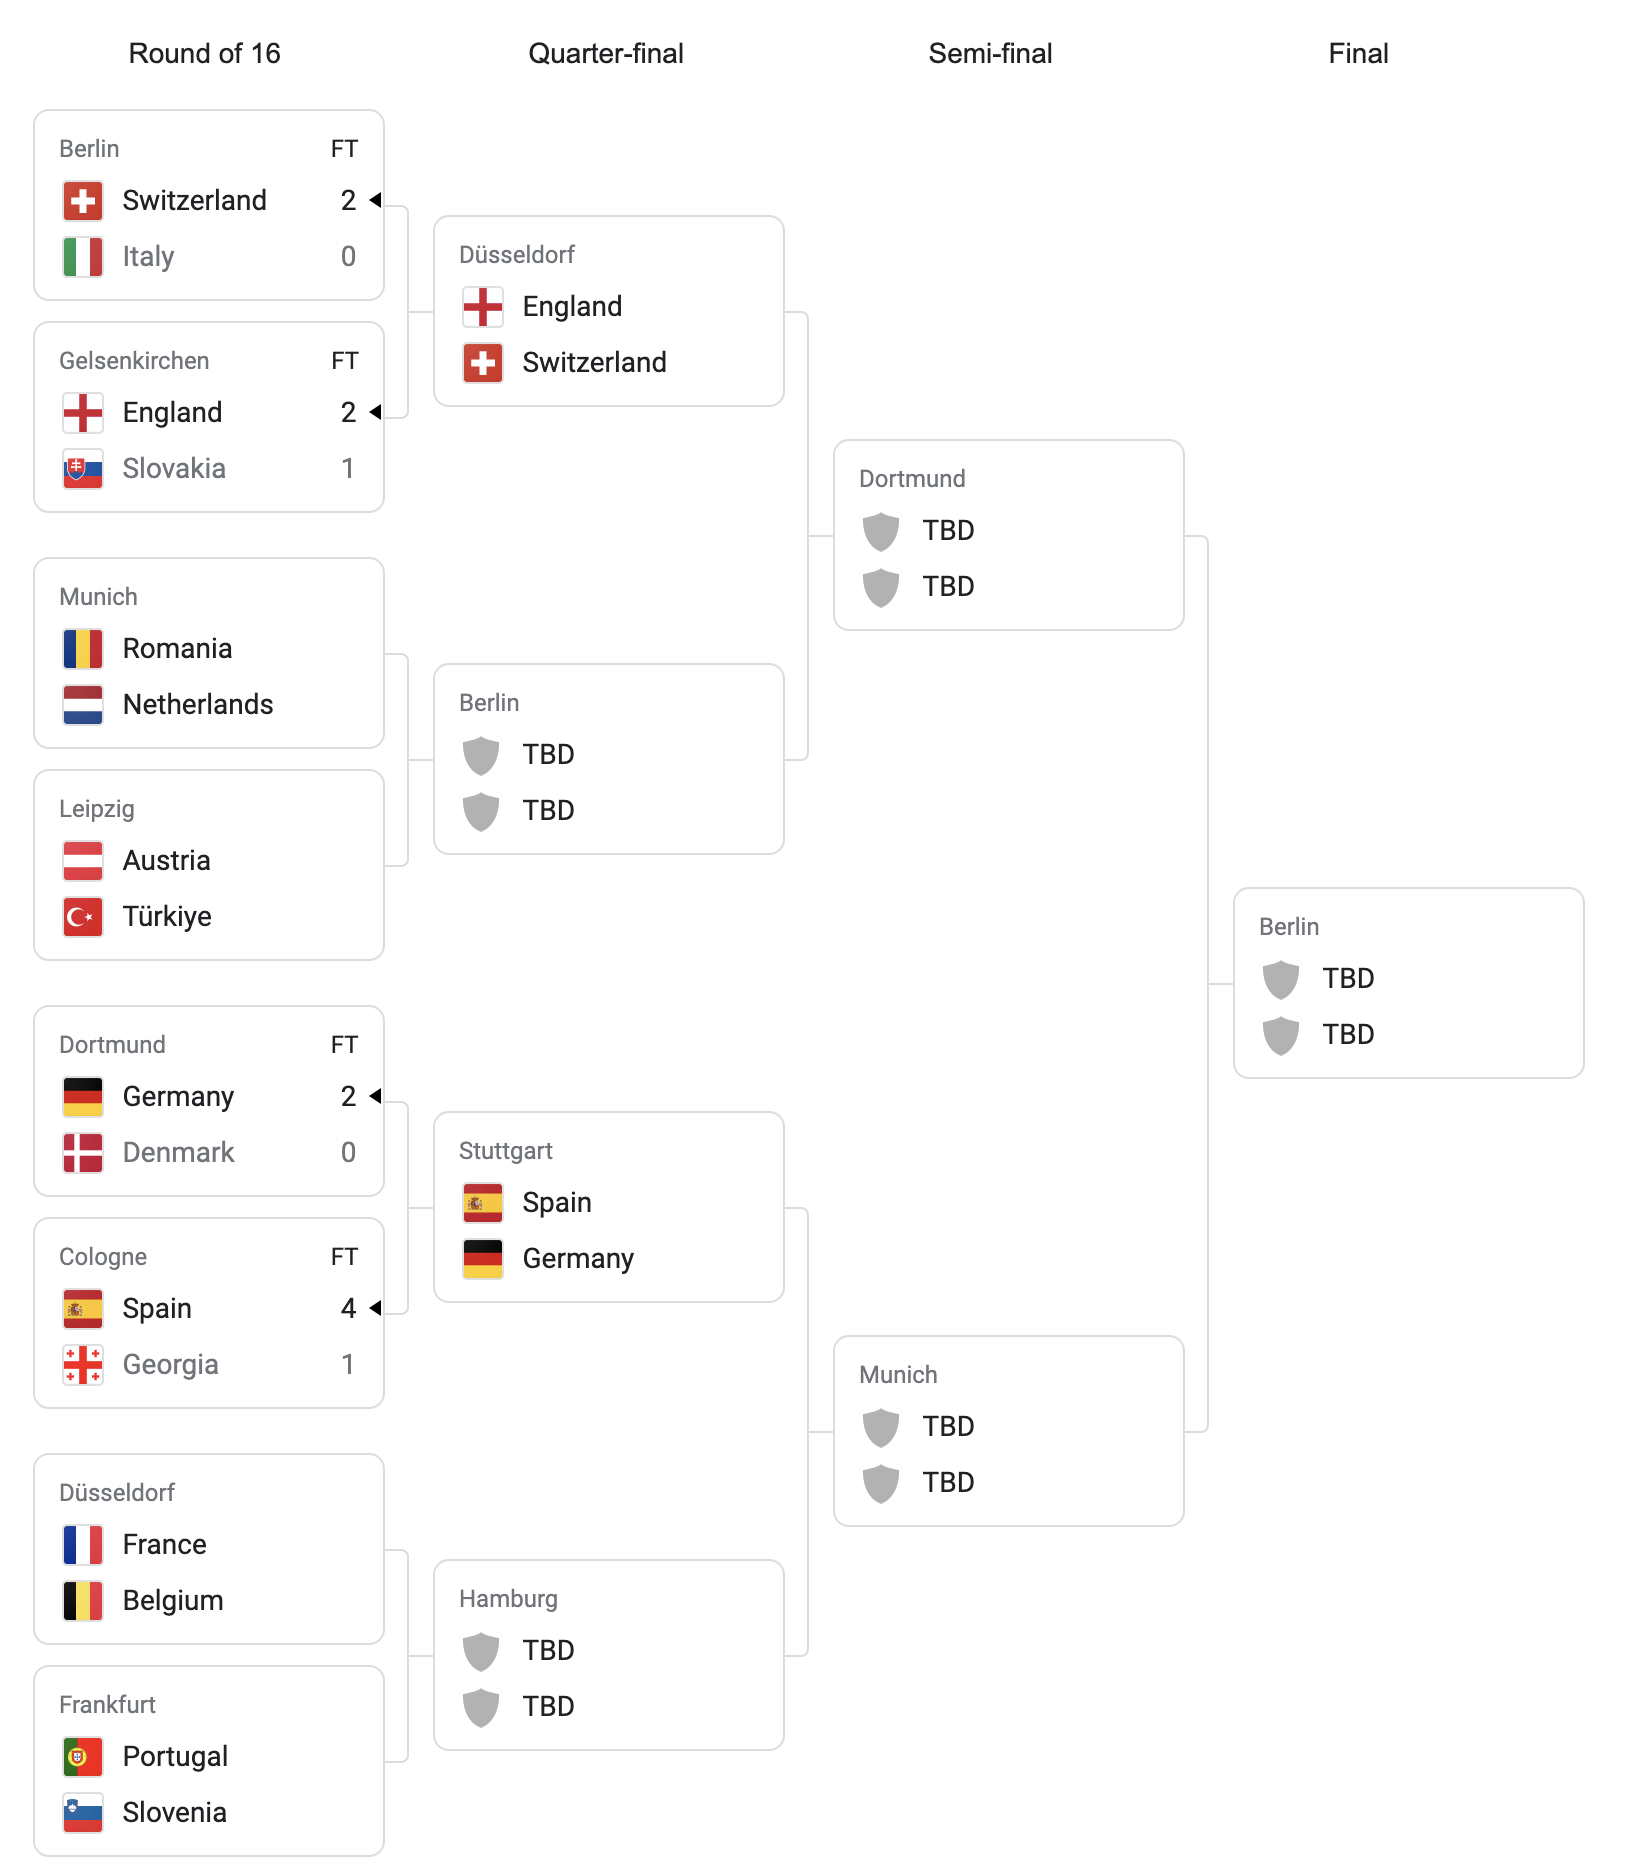 Round of 16 Quarter-final Semi-final Final
Berlin FT
Switzerland 2
Italy 0
Gelsenkirchen FT
England 2
Slovakia 1
Munich
Romania
Netherlands
Leipzig
Austria
Türkiye
Dortmund FT
Germany 2
Denmark 0
Cologne FT
Spain 4
Georgia 1
Düsseldorf
France
Belgium
Frankfurt
Portugal
Slovenia
Düsseldorf
England
Switzerland
Berlin
TBD
TBD
Stuttgart
Spain
Germany
Hamburg
TBD
TBD
Dortmund
TBD
TBD
Munich
TBD
TBD
Berlin
TBD
TBD